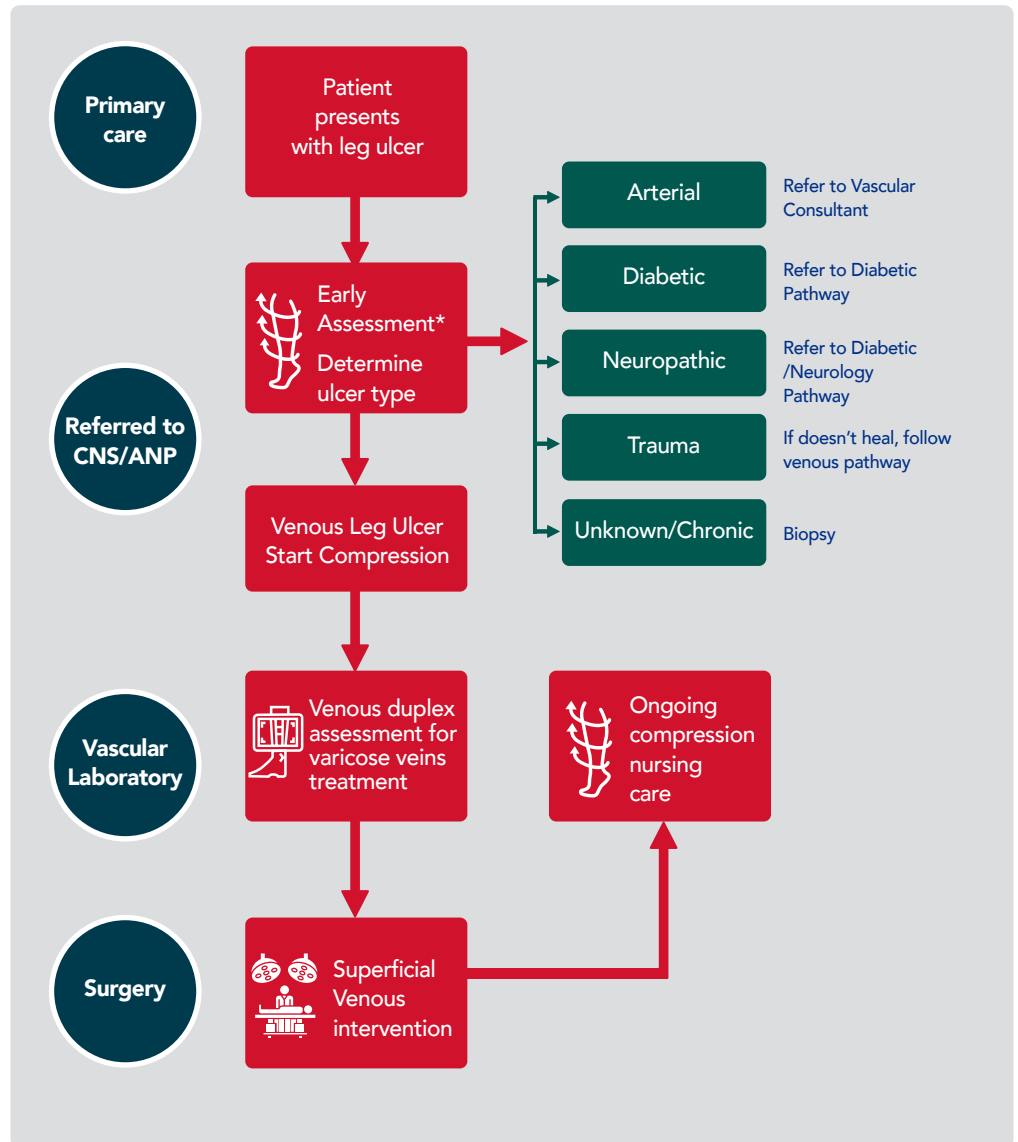 Primary
care
Patient
presents
with leg ulcer
Arterial
Refer to Vascular
Consultant
Early
Assessment*
Determine
ulcer type
Diabetic
Refer to Diabetic
Pathway
Neuropathic
Refer to Diabetic
/Neurology
Pathway
Referred to
CNS/ANP
Trauma
If doesn’t heal, follow
venous pathway
Venous Leg Ulcer
Start Compression
Unknown/Chronic
Biopsy
Vascular
Laboratory
Venous duplex
assessment for
varicose veins
treatment
Ongoing
compression
nursing
care
Surgery
Superficial
Venous
intervention